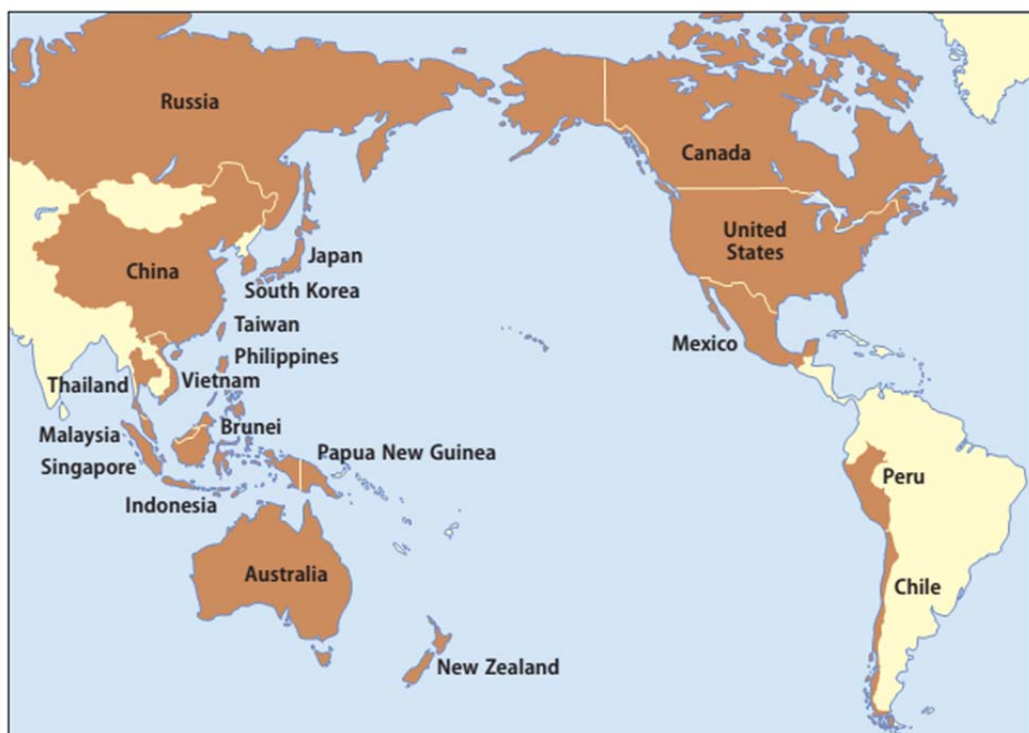 Russia
Canada
United
States
China
Japan
South Korea
Taiwan
Mexico
Philippines
Thailand
Vietnam
Brunei
Malaysia
Papua New Guinea
Singapore
Peru
Indonesia
Australia
Chile
New Zealand